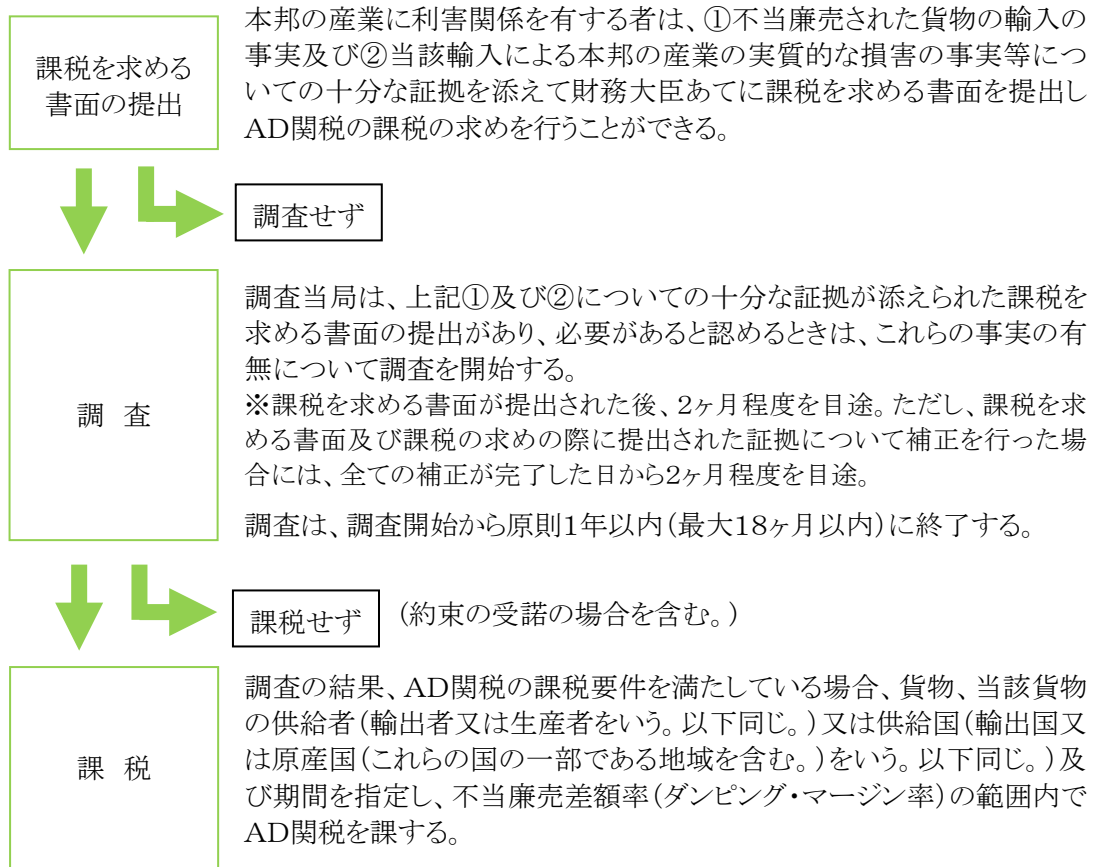 課税を求める
書面の提出
本邦の産業に利害関係を有する者は、①不当廉売された貨物の輸入の
事実及び②当該輸入による本邦の産業の実質的な損害の事実等につ
いての十分な証拠を添えて財務大臣あてに課税を求める書面を提出し
AD関税の課税の求めを行うことができる。
調査せず
調 査
調査当局は、上記①及び②についての十分な証拠が添えられた課税を
求める書面の提出があり、必要があると認めるときは、これらの事実の有
無について調査を開始する。
※課税を求める書面が提出された後、2ヶ月程度を目途。ただし、課税を求
める書面及び課税の求めの際に提出された証拠について補正を行った場
合には、全ての補正が完了した日から2ヶ月程度を目途。
調査は、調査開始から原則1年以内(最大18ヶ月以内)に終了する。
課税せず
(約束の受諾の場合を含む。)
課 税
調査の結果、AD関税の課税要件を満たしている場合、貨物、当該貨物
の供給者(輸出者又は生産者をいう。以下同じ。)又は供給国(輸出国又
は原産国(これらの国の一部である地域を含む。)をいう。以下同じ。)及
び期間を指定し、不当廉売差額率(ダンピング・マージン率)の範囲内で
AD関税を課する。